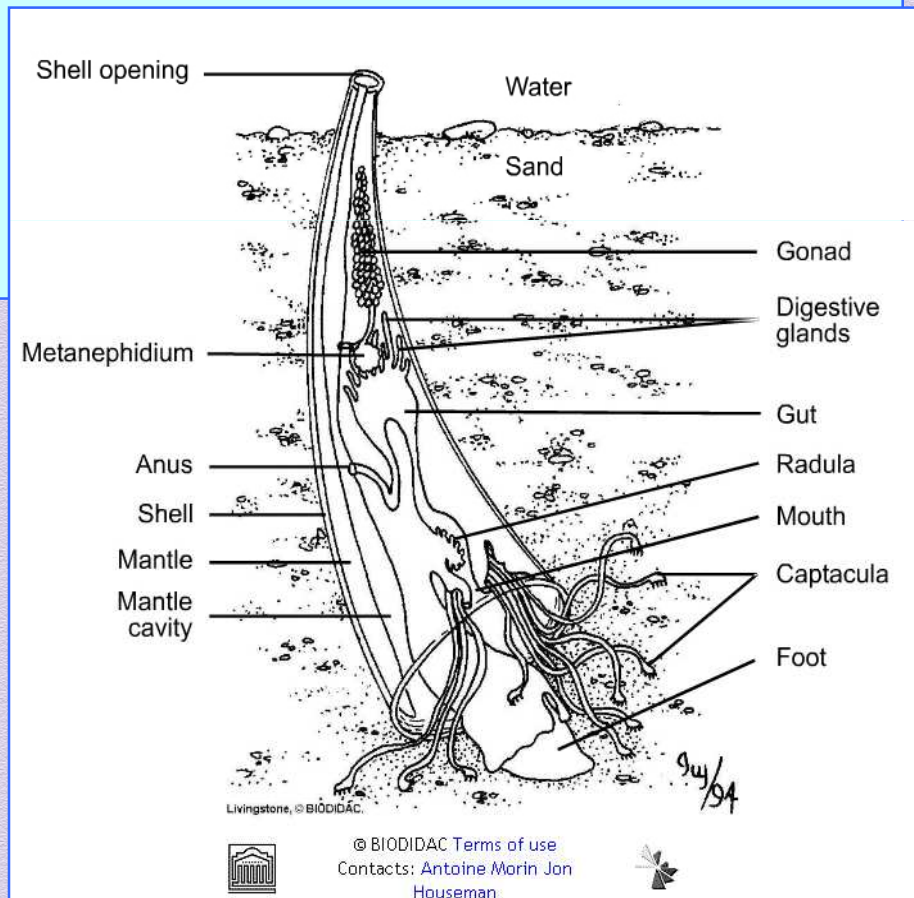 Shell opening
Water
Sand
Gonad
Digestive
glands
Metanephidium
Gut
Anus
Radula
Shell
Mouth
Mantle
Captacula
Mantle
cavity
Foot
Livingstone, © BIODIDAC.
© BIODIDAC Terms of use
Contacts: Antoine Morin Jon
Houseman